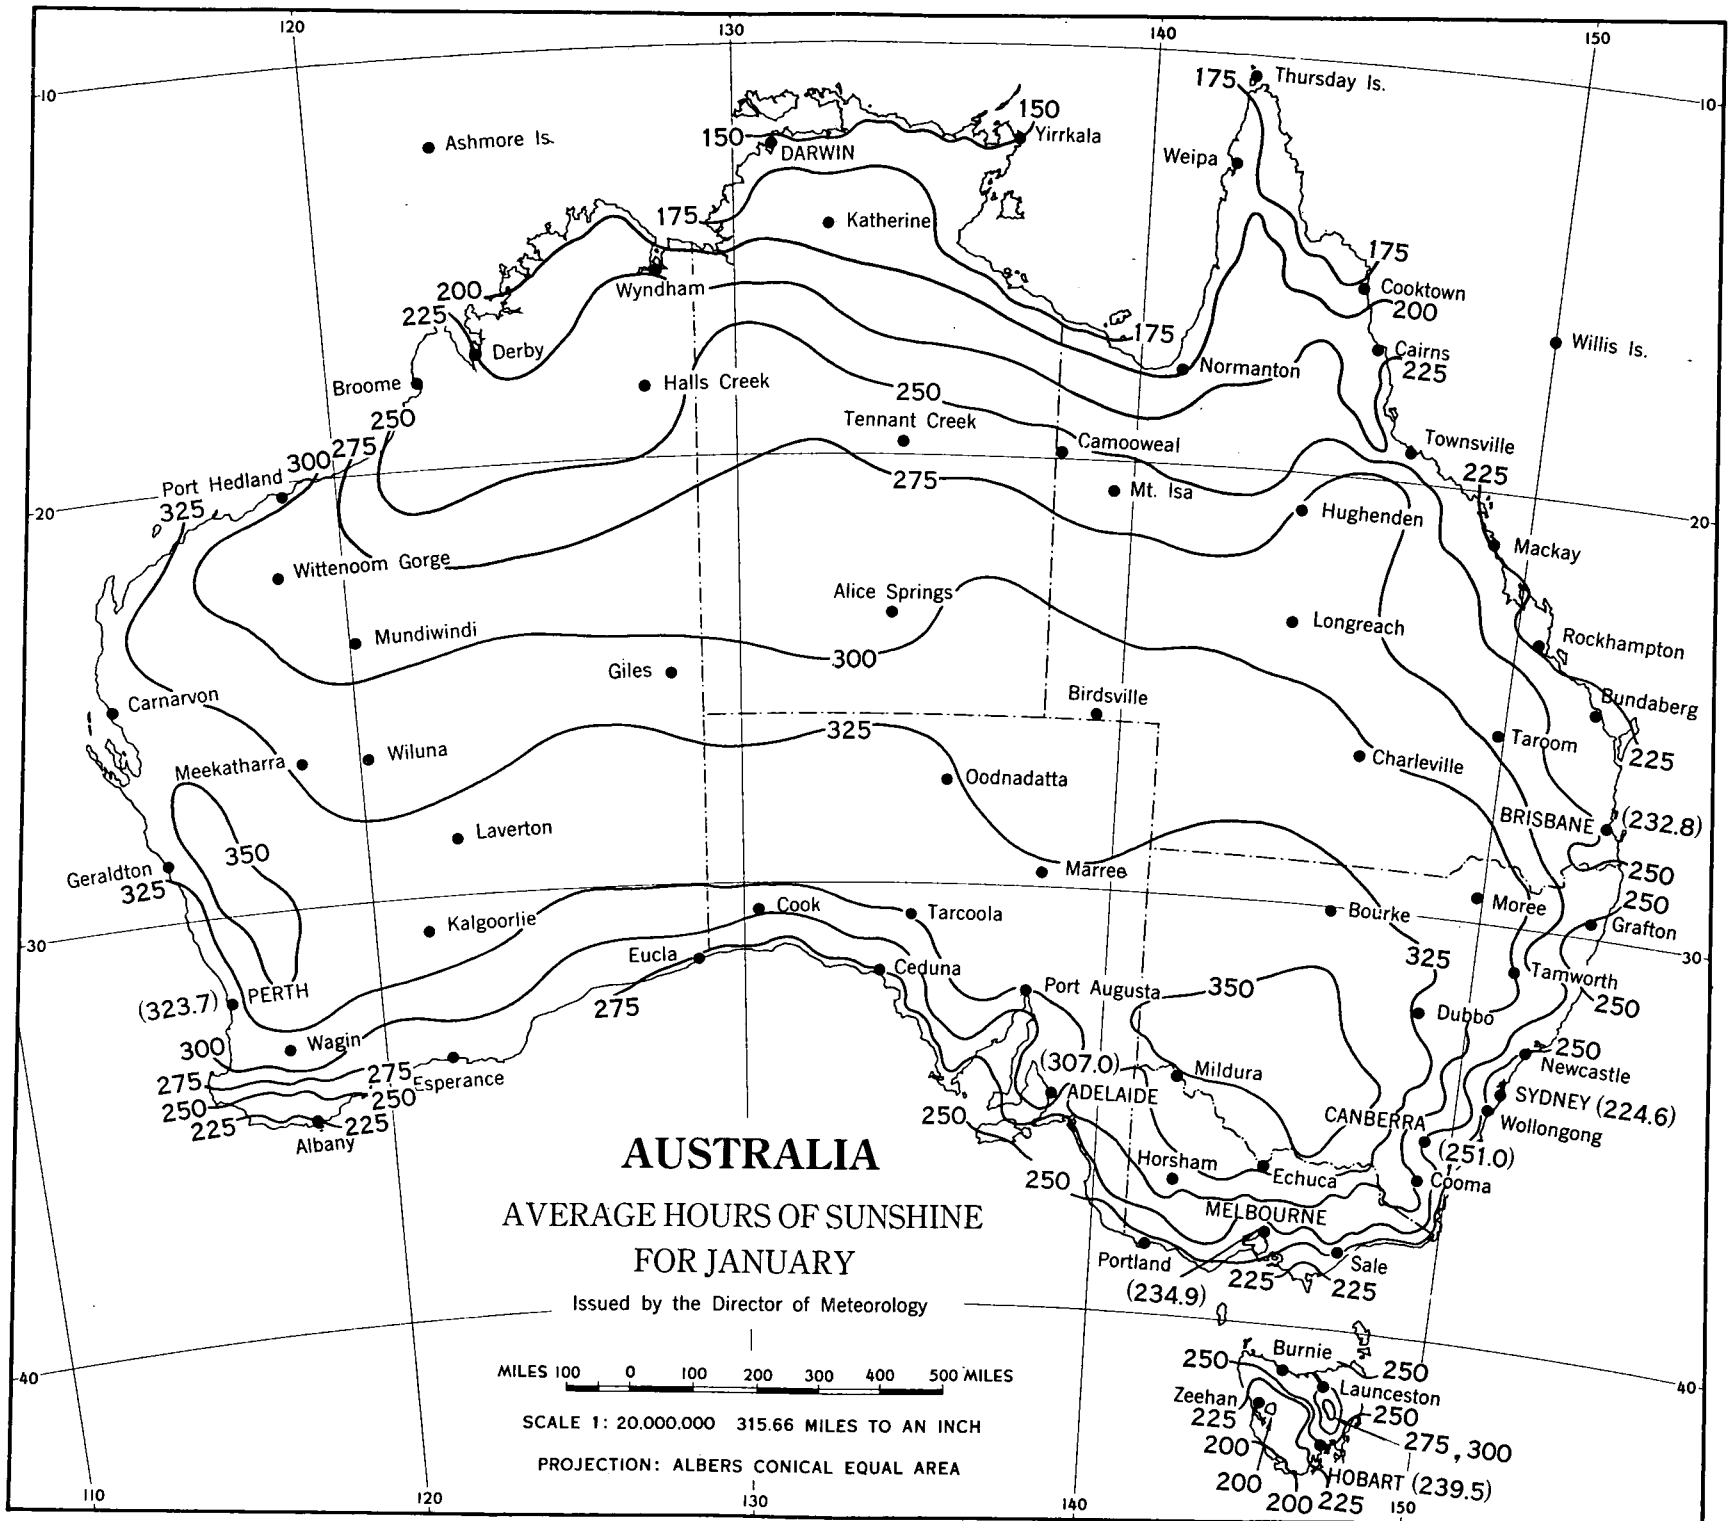 120 130 140 150
10 10
Ashmore Is.
150 DARWIN
150 Yirrkala
175 Thursday Is.
Weipa
175 Katherine
175
Cooktown
200
200
Wyndham
225
Derby
175
Willis Is.
Cairns
225
Broome
Halls Creek
Normanton
250
250
Tennant Creek
Camooweal
Townsville
300 275
Port Hedland
325
275
Mt. Isa
225
20 20
Hughenden
Mackay
Wittenoom Gorge
Alice Springs
Longreach
Rockhampton
Mundiwindi
300
Giles
Birdsville
Bundaberg
Carnarvon
325
Taroom
225
Meekatharra
Wiluna
Charleville
Oodnadatta
BRISBANE (232.8)
Laverton
350
Geraldton
325
Marree
250
250
Cook
Tarcoola
Bourke
Moree
Grafton
30 30
Kalgoorlie
Eucla
Ceduna
325
Tamworth
(323.7) PERTH
275
Port Augusta
350
250
Dubbo
Wagin
300
275
275
Esperance
250
250
225
225
Albany
(307.0)
ADELAIDE
Mildura
250
Newcastle
SYDNEY (224.6)
Wollongong
250
CANBERRA
(251.0)
Horsham
Echuca
Cooma
250
MELBOURNE
Portland
(234.9)
225
Sale
225
AUSTRALIA
AVERAGE HOURS OF SUNSHINE
FOR JANUARY
Issued by the Director of Meteorology
MILES 100 0 100 200 300 400 500 MILES
SCALE 1: 20,000,000 315.66 MILES TO AN INCH
PROJECTION: ALBERS CONICAL EQUAL AREA
40 40
Burnie
250
250
Launceston
Zeehan
225
250
200
275, 300
HOBART (239.5)
200
200 225
110 120 130 140 150